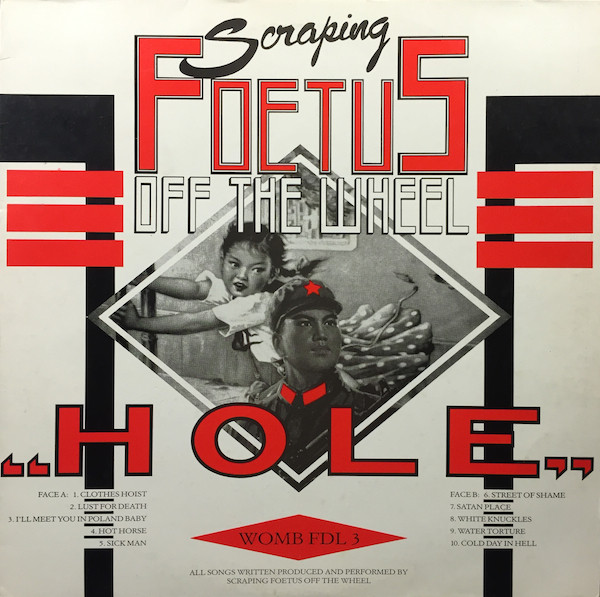 Scraping
FOETUS
OFF THE WHEEL
„HOLE„
FACE A: 1. CLOTHES HOIST
2. LUST FOR DEATH
3. I'LL MEET YOU IN POLAND BABY
4. HOT HORSE
5. SICK MAN
FACE B: 6. STREET OF SHAME
7. SATAN PLACE
8. WHITE KNUCKLES
9. WATER TORTURE
10. COLD DAY IN HELL
WOMB FDL 3
ALL SONGS WRITTEN PRODUCED AND PERFORMED BY
SCRAPING FOETUS OFF THE WHEEL